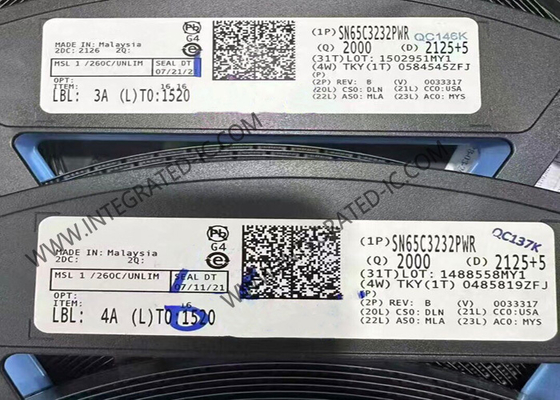 Pb
G4
e
MADE IN: Malaysia
2DC: 2126 2Q:
MSL 1 /260C/UNLIM SEAL DT
07/21/21
OPT:
ITEM: 16,16
LBL: 3A (L)T0:1520
(1P) SN65C3232PWR QC146K
(Q) 2000 (D) 2125+5
(31T)LOT: 1502951MY1
(4W) TKY(1T) 0584545ZFJ
(P)
(2P) REV: B (V) 0033317
(20L) CSO: DLN (21L) CCO:USA
(22L) ASO: MLA (23L) ACO: MYS
WWW.INTEGRATED-IC.COM
Pb
G4
e
MADE IN: Malaysia
2DC: 2Q:
MSL 1 /260C/UNLIM SEAL DT
07/11/21
OPT:
ITEM: 16
LBL: 4A (L)T0:1520
(1P) SN65C3232PWR QC137K
(Q) 2000 (D) 2125+5
(31T)LOT: 1488558MY1
(4W) TKY(1T) 0485819ZFJ
(P)
(2P) REV: B (V) 0033317
(20L) CSO: DLN (21L) CCO:USA
(22L) ASO: MLA (23L) ACO: MYS
WWW.INTEGRATED-IC.COM